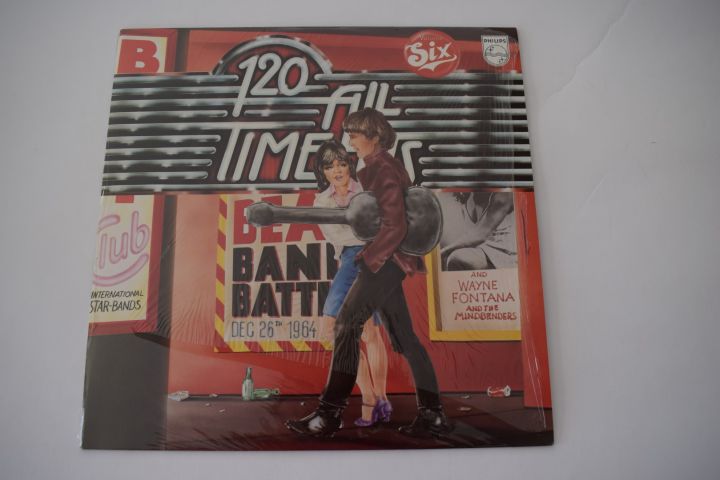 B
Six
PHILIPS
120 ALL
TIME
Club
INTERNATIONAL
STAR-BANDS
BEA
BAN
BATT
DEC 26TH 1964
AND
WAYNE
FONTANA
AND THE
MINDBENDERS